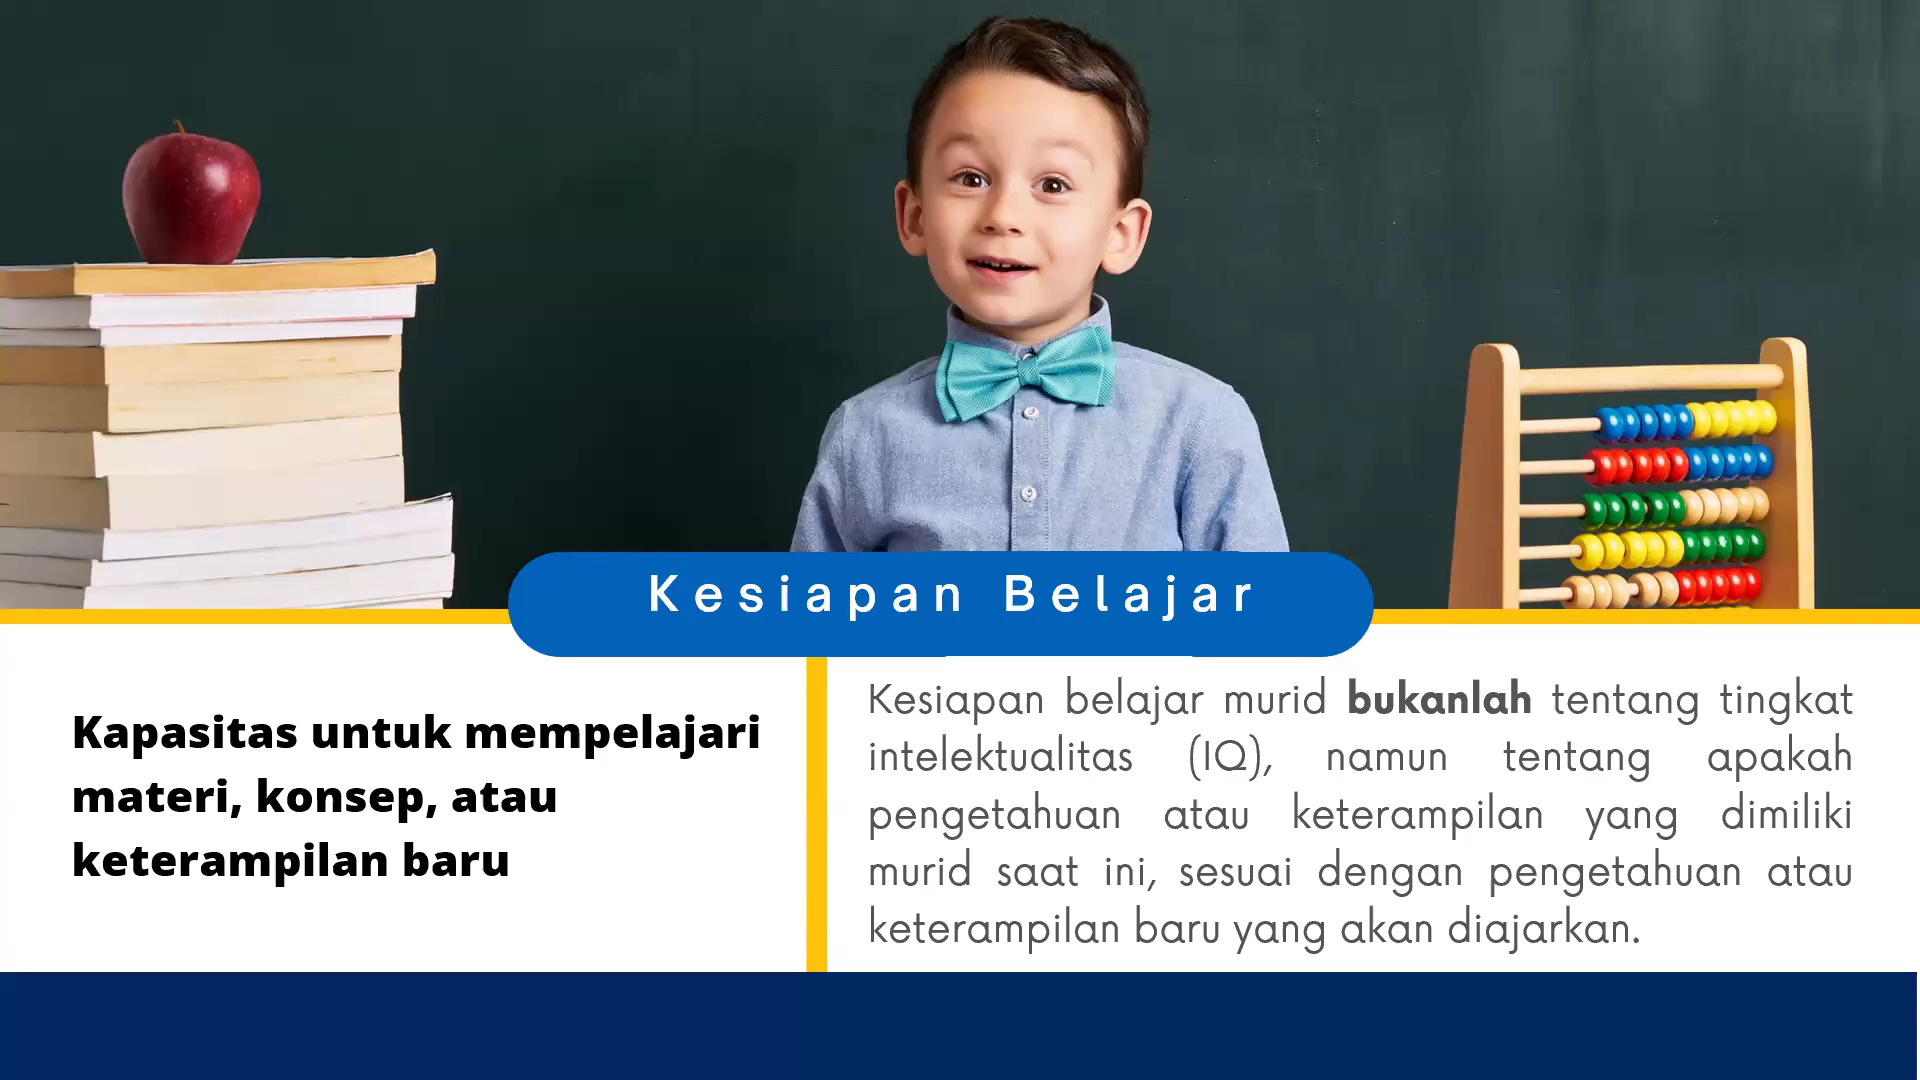 Kesiapan Belajar
Kapasitas untuk mempelajari
materi, konsep, atau
keterampilan baru
Kesiapan belajar murid bukanlah tentang tingkat
intelektualitas (IQ), namun tentang apakah
pengetahuan atau keterampilan yang dimiliki
murid saat ini, sesuai dengan pengetahuan atau
keterampilan baru yang akan diajarkan.